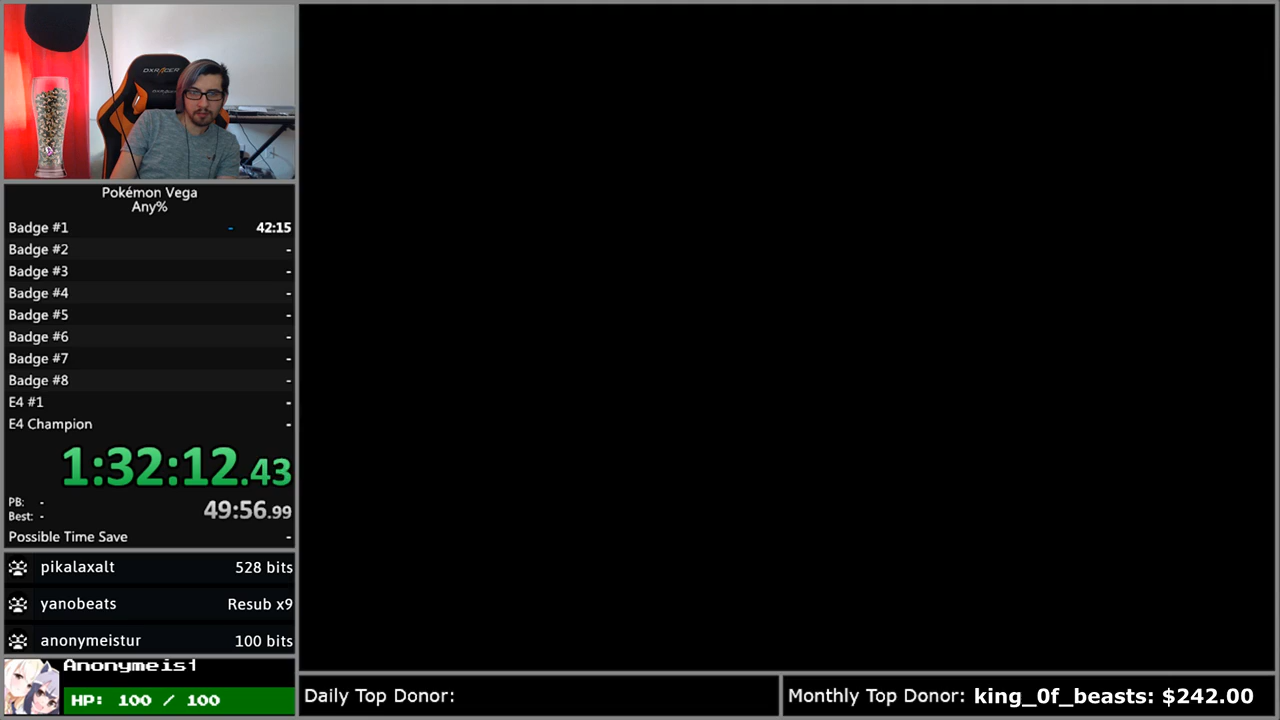 DXRACER
Pokémon Vega
Any%
Badge #1 - 42:15
Badge #2 -
Badge #3 -
Badge #4 -
Badge #5 -
Badge #6 -
Badge #7 -
Badge #8 -
E4 #1 -
E4 Champion -
1:32:12.43
PB: -
49:56.99
Best: -
Possible Time Save -
pikalaxalt 528 bits
yanobeats Resub x9
anonymeistur 100 bits
Anonymeist
HP: 100 / 100
Daily Top Donor:
Monthly Top Donor: king_0f_beasts: $242.00